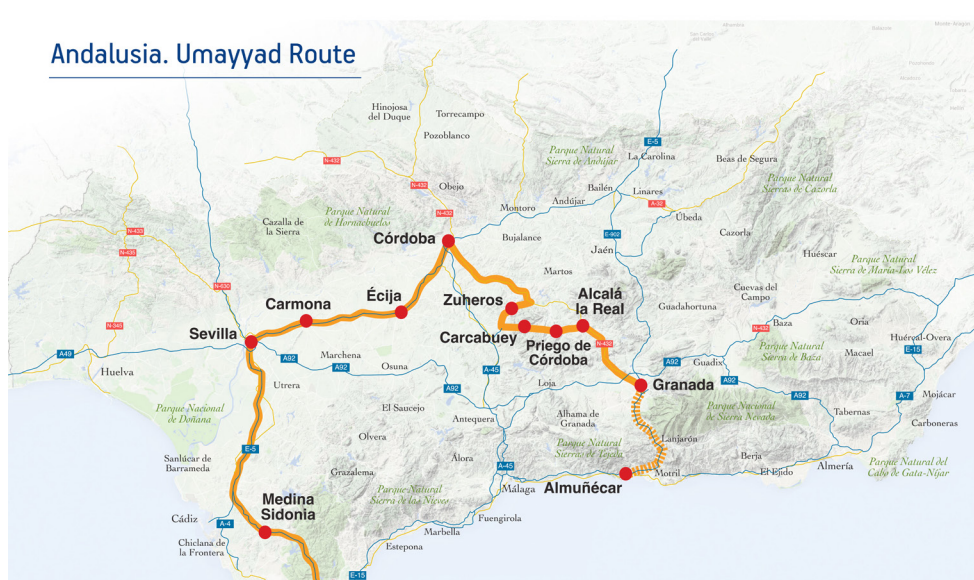 Andalusia. Umayyad Route
Hinojosa
del Duque
Torrecampo
Pozoblanco
E-5
Parque Natural
Sierra de Andújar
La Carolina
Beas de Segura
N-432
N-432
Obejo
Bailén
Linares
Parque Natural
Sierras de Cazorla
Andújar
A-32
Montoro
N-432
Parque Natural
de Hornachuelos
Úbeda
Cazalla de
la Sierra
N-433
E-902
Cazorla
Córdoba
Bujalance
Jaén
N-435
Huéscar
Parque Natural
Sierra de María-Los Vélez
Martos
N-630
Cuevas del
Campo
Écija
Zuheros
Alcalá
la Real
Guadahortuna
Carmona
Baza
Oria
N-345
N-432
Sevilla
Carcabuey
Priego de
Córdoba
N-432
Huércal-Overa
E-15
Parque Natural
Sierra de Baza
Macael
A49
A92
Marchena
A92
Osuna
A-45
A92
Guadix
Huelva
Utrera
A92
Loja
Granada
A92
A92
A-7
Mojácar
Parque Nacional
de Doñana
El Saucejo
Antequera
Alhama de
Granada
Parque Nacional
de Sierra Nevada
Tabernas
Carboneras
Olvera
Lanjarón
E-5
Parque Natural
Sierras de Tejeda
Sanlúcar de
Barrameda
Álora
A-45
Berja
Grazalema
Motril
El Ejido
Almería
Parque Natural del
Cabo de Gata-Níjar
Málaga
Almuñécar
Parque Natural
Sierra de las Nieves
Medina
Sidonia
Cádiz
A-4
Fuengirola
Marbella
Chiclana de
la Frontera
Estepona
E-15